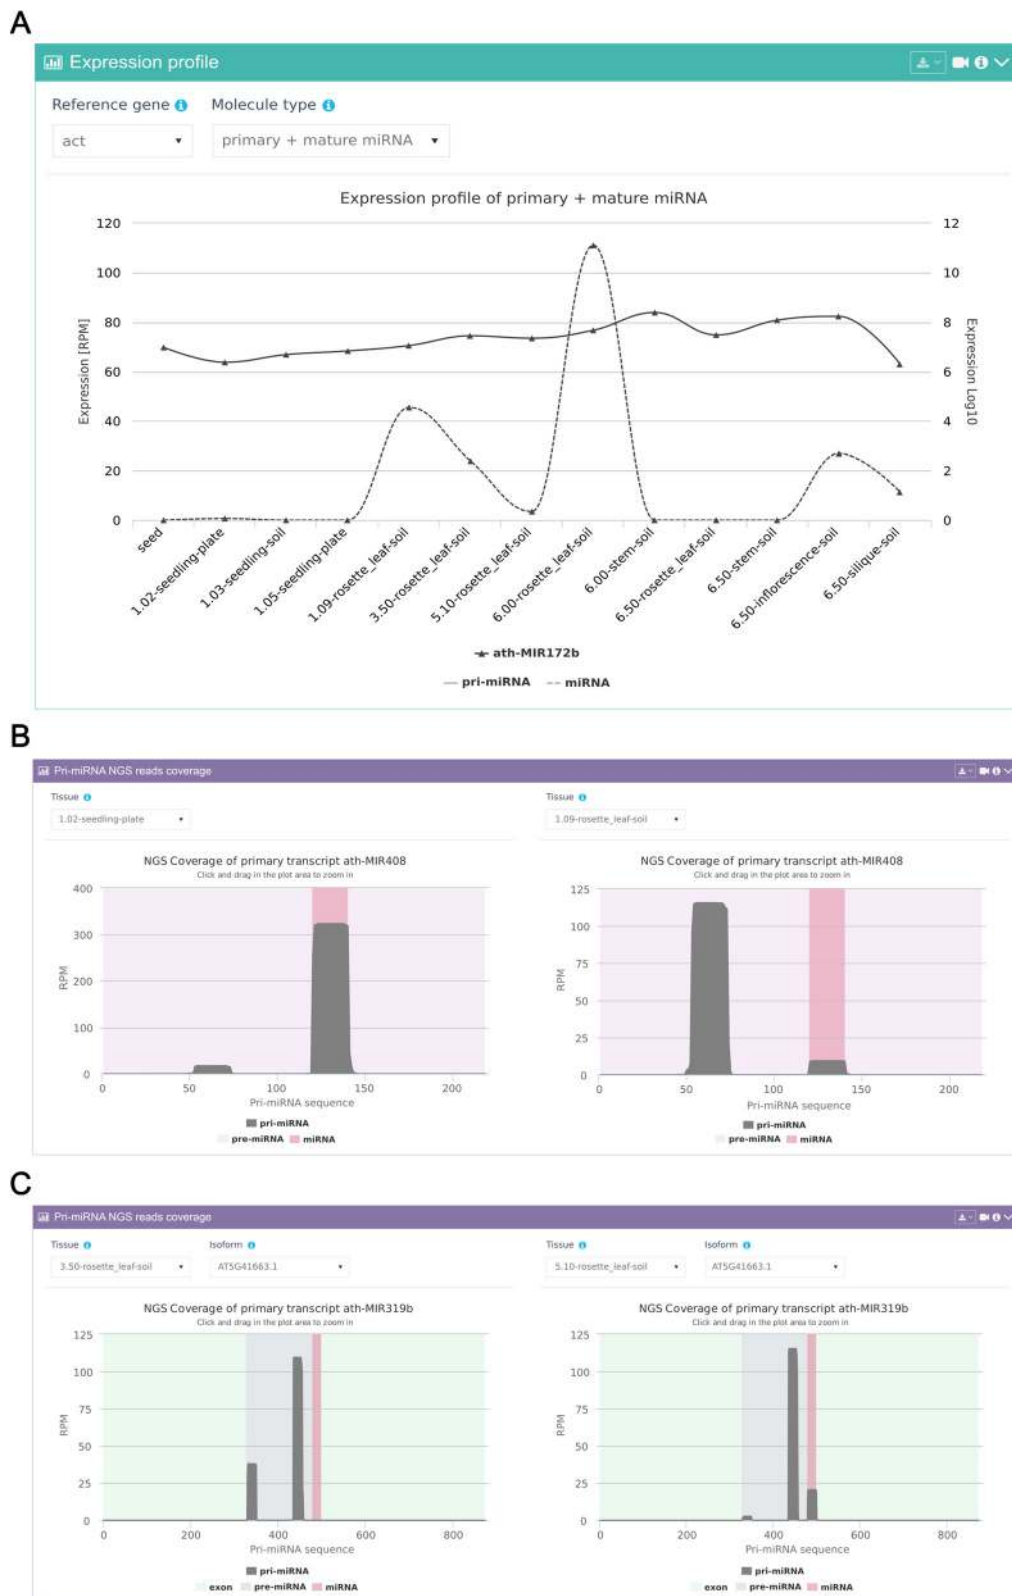 A
Expression profile
Reference gene Molecule type
act primary + mature miRNA
Expression profile of primary + mature miRNA
120 12
100 10
80 8
60 6
40 4
20 2
0 0
Expression [RPM]
Expression Log10
seed 1.02-seedling-plate 1.03-seedling-soil 1.05-seedling-plate 1.09-rosette_leaf-soil 3.50-rosette_leaf-soil 5.10-rosette_leaf-soil 6.00-rosette_leaf-soil 6.00-stem-soil 6.50-rosette_leaf-soil 6.50-stem-soil 6.50-inflorescence-soil 6.50-silique-soil
ath-MIR172b
pri-miRNA miRNA
B
Pri-miRNA NGS reads coverage
Tissue
1.02-seedling-plate
NGS Coverage of primary transcript ath-MIR408
Click and drag in the plot area to zoom in
400
300
200
100
0
RPM
0 50 100 150 200
Pri-miRNA sequence
pri-miRNA
pre-miRNA miRNA
Tissue
1.09-rosette_leaf-soil
NGS Coverage of primary transcript ath-MIR408
Click and drag in the plot area to zoom in
125
100
75
50
25
0
RPM
0 50 100 150 200
Pri-miRNA sequence
pri-miRNA
pre-miRNA miRNA
C
Pri-miRNA NGS reads coverage
Tissue Isoform
3.50-rosette_leaf-soil AT5G41663.1
NGS Coverage of primary transcript ath-MIR319b
Click and drag in the plot area to zoom in
125
100
75
50
25
0
RPM
0 200 400 600 800
Pri-miRNA sequence
pri-miRNA
exon pre-miRNA miRNA
Tissue Isoform
5.10-rosette_leaf-soil AT5G41663.1
NGS Coverage of primary transcript ath-MIR319b
Click and drag in the plot area to zoom in
125
100
75
50
25
0
RPM
0 200 400 600 800
Pri-miRNA sequence
pri-miRNA
exon pre-miRNA miRNA